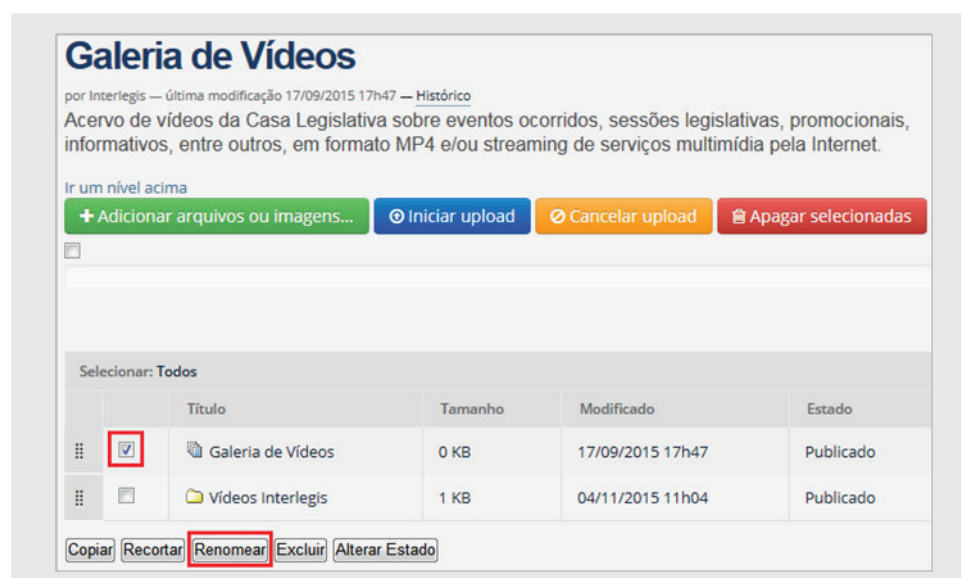 Galeria de Vídeos
por Interlegis — última modificação 17/09/2015 17h47 — Histórico
Acervo de vídeos da Casa Legislativa sobre eventos ocorridos, sessões legislativas, promocionais,
informativos, entre outros, em formato MP4 e/ou streaming de serviços multimídia pela Internet.
Ir um nível acima
Adicionar arquivos ou imagens... Iniciar upload Cancelar upload Apagar selecionadas
Selecionar: Todos
Título Tamanho Modificado Estado
Galeria de Vídeos 0 KB 17/09/2015 17h47 Publicado
Vídeos Interlegis 1 KB 04/11/2015 11h04 Publicado
Copiar Recortar Renomear Excluir Alterar Estado